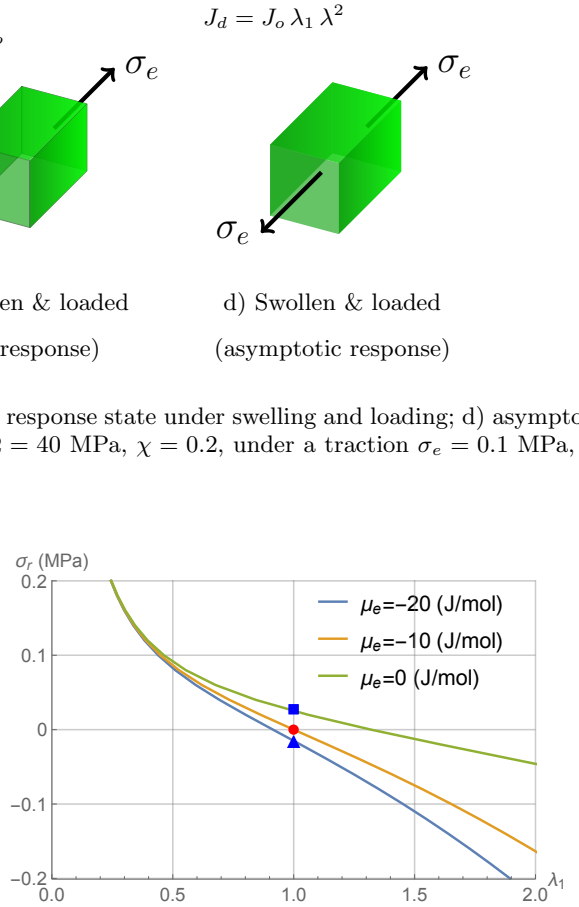 J_d = J_o λ_1 λ^2
σ_e
σ_e
σ_e
en & loaded
d) Swollen & loaded
response)
(asymptotic response)
response state under swelling and loading; d) asympto
= 40 MPa, χ = 0.2, under a traction σ_e = 0.1 MPa,
σ_r (MPa)
0.2
μ_e=-20 (J/mol)
μ_e=-10 (J/mol)
0.1
μ_e=0 (J/mol)
0
-0.1
-0.2
λ_1
0.0 0.5 1.0 1.5 2.0